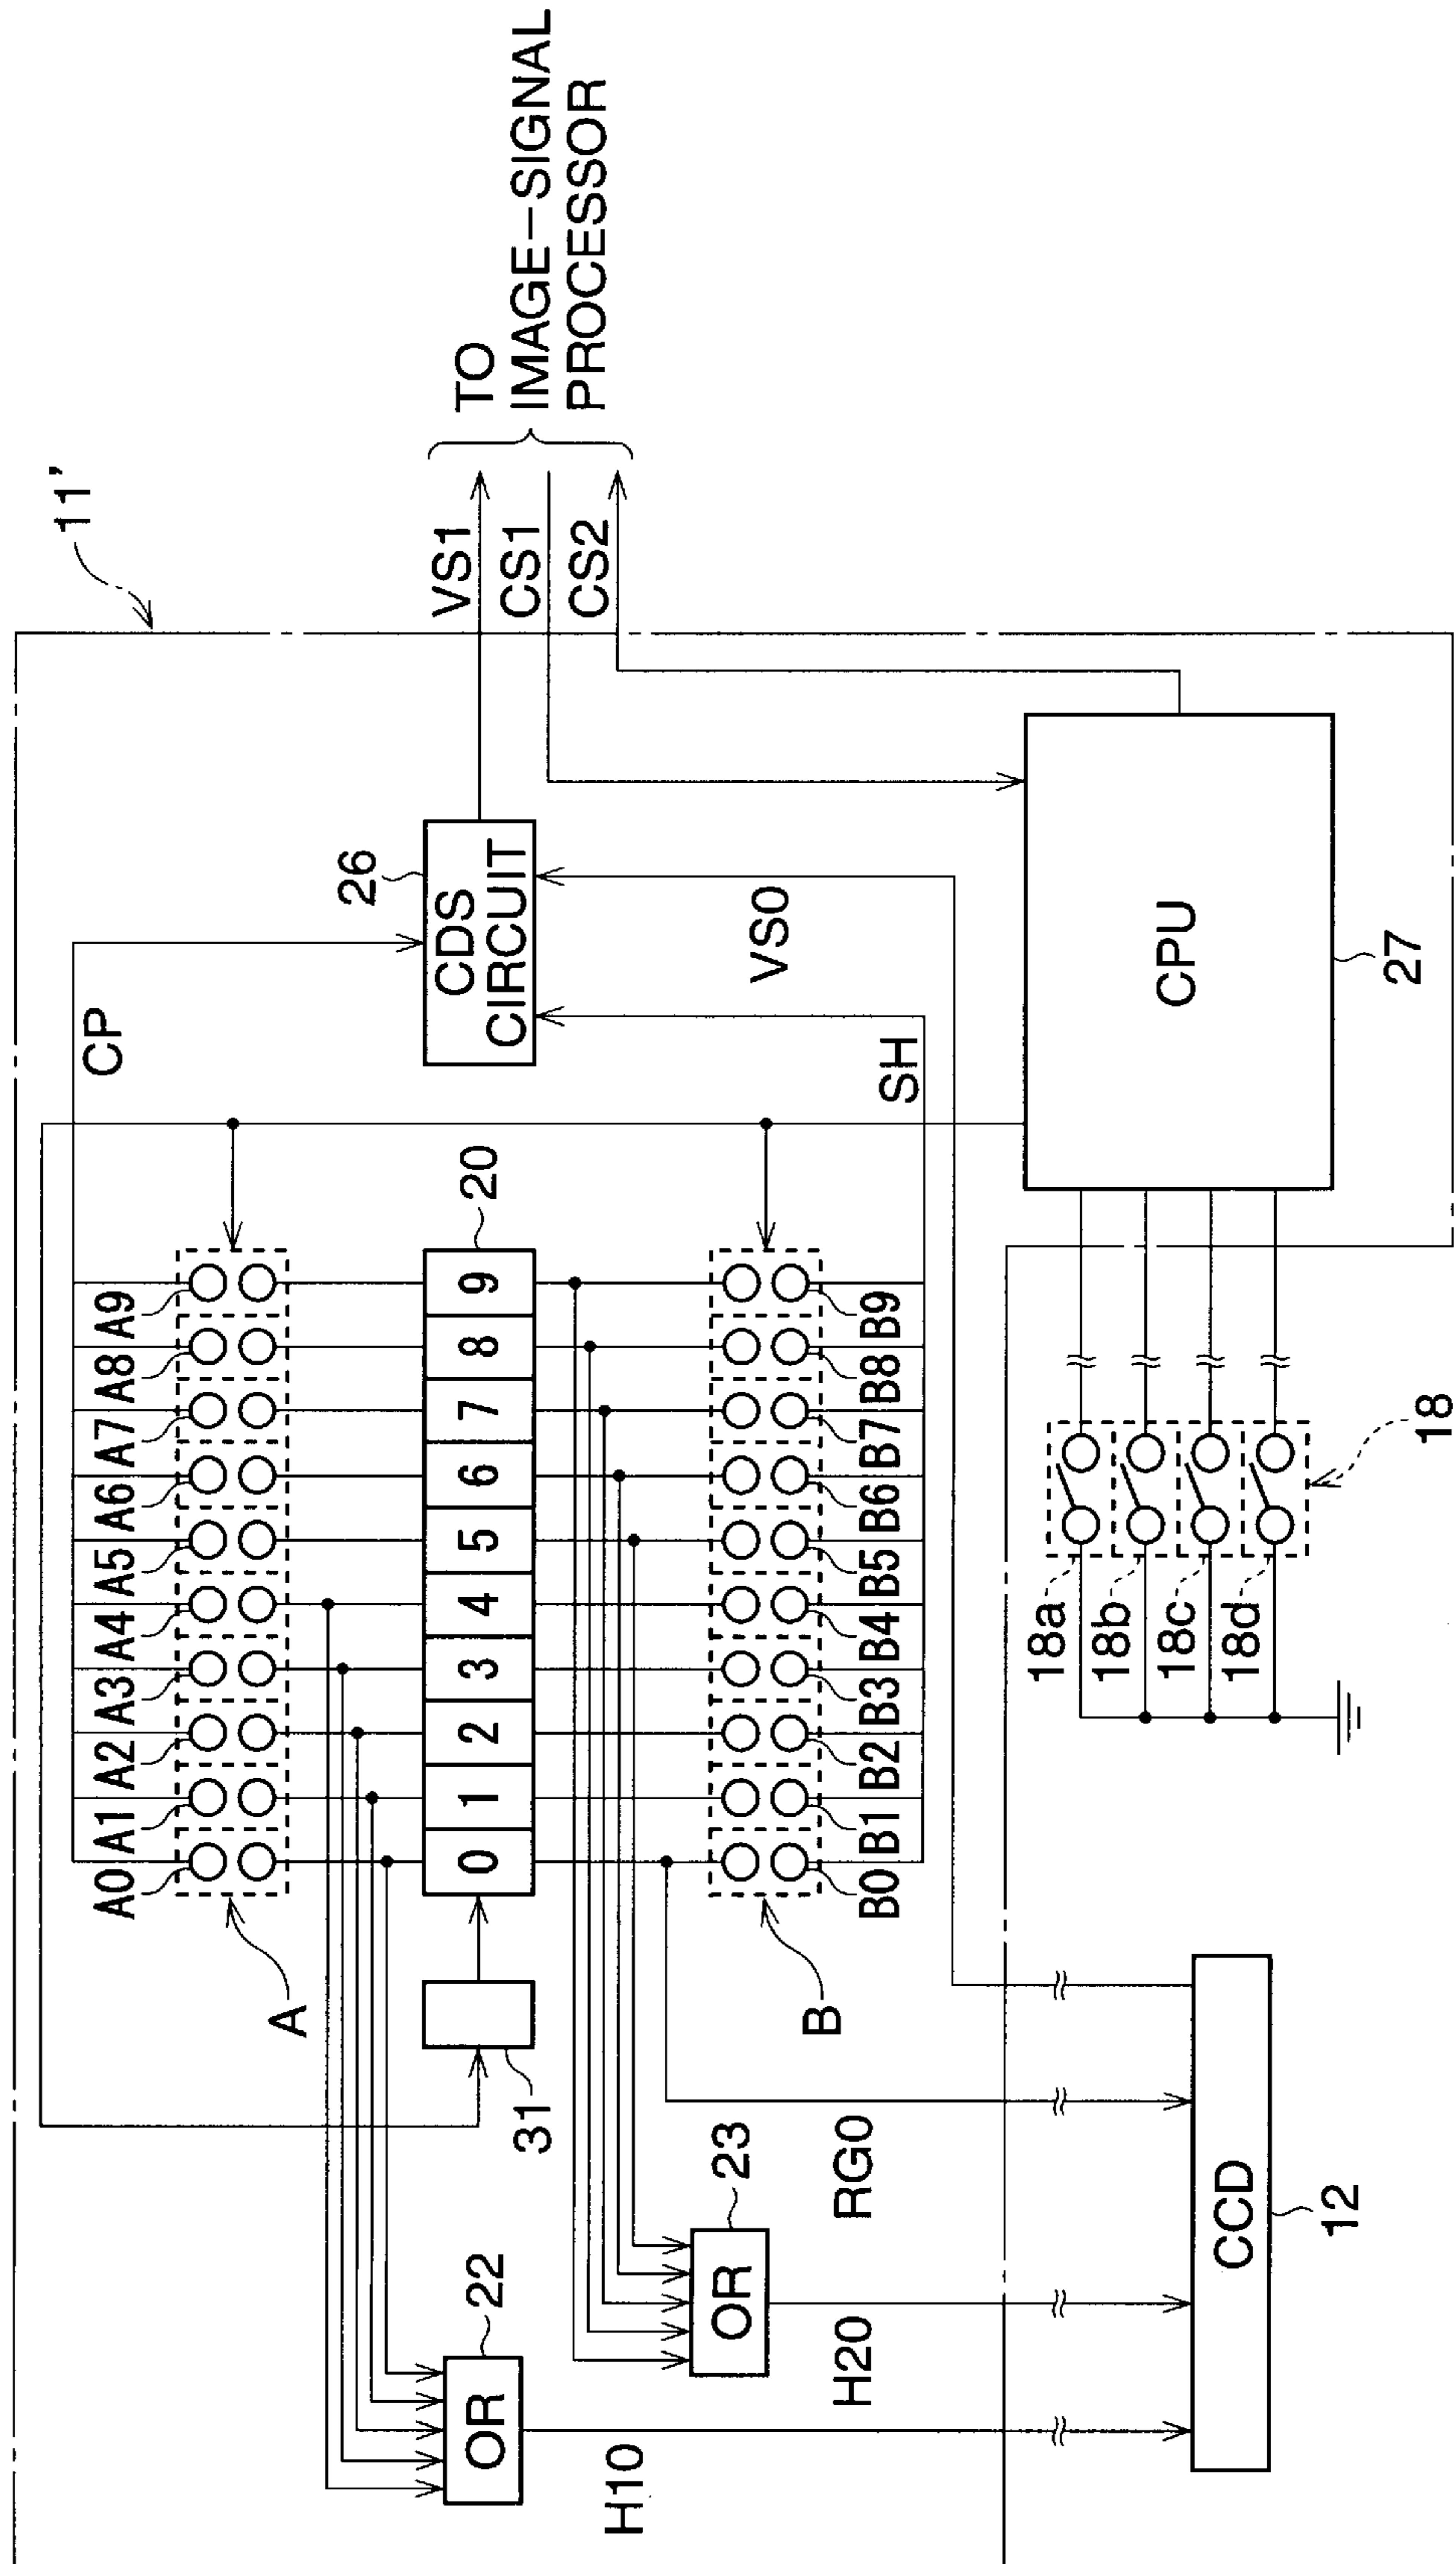 11'
TO
IMAGE-SIGNAL
PROCESSOR
VS1
CS1
CS2
CP
26
CDS
CIRCUIT
VS0
SH
CPU
27
A0 A1 A2 A3 A4 A5 A6 A7 A8 A9
A
20
0 1 2 3 4 5 6 7 8 9
31
B0 B1 B2 B3 B4 B5 B6 B7 B8 B9
B
22
OR
H10
23
OR
H20
RG0
CCD
12
18a
18b
18c
18d
18